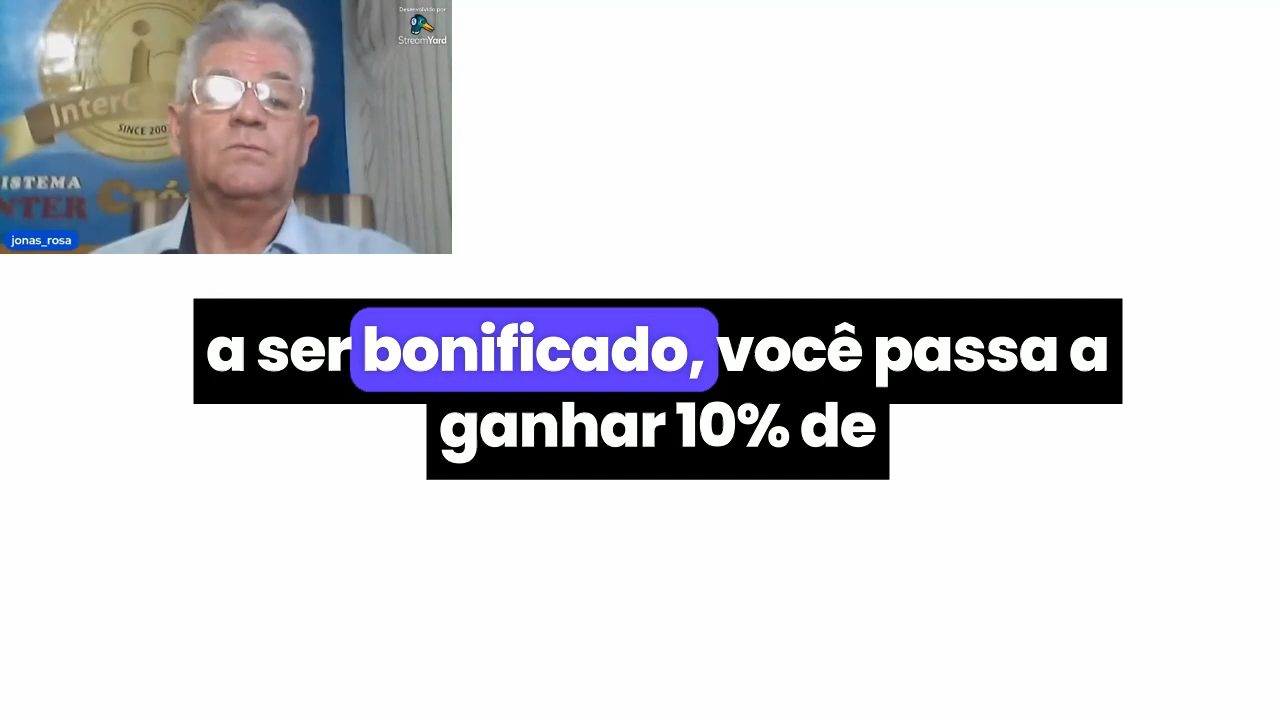 Desenvolvido por
StreamYard
InterC
SINCE 200
ISTEMA
NTER
jonas_rosa
a ser bonificado, você passa a
ganhar 10% de